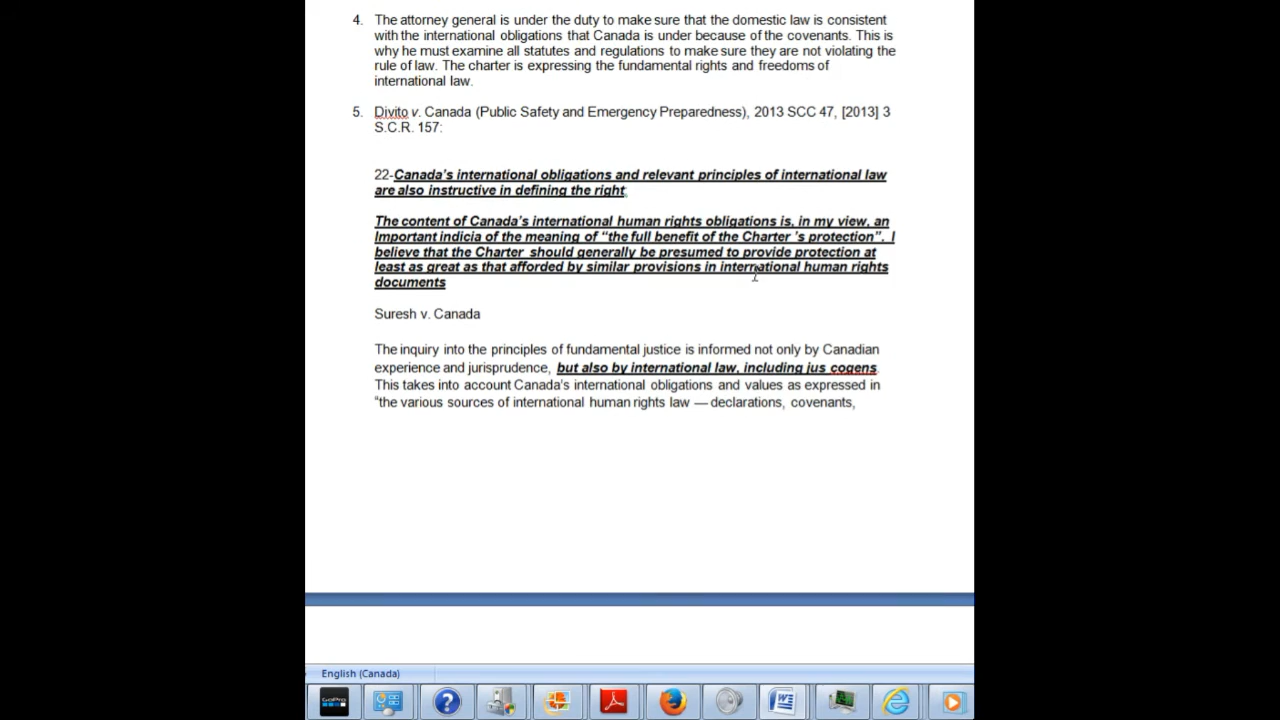 4. The attorney general is under the duty to make sure that the domestic law is consistent
with the international obligations that Canada is under because of the covenants. This is
why he must examine all statutes and regulations to make sure they are not violating the
rule of law. The charter is expressing the fundamental rights and freedoms of
international law.
5. Divito v. Canada (Public Safety and Emergency Preparedness), 2013 SCC 47, [2013] 3
S.C.R. 157:
22-Canada's international obligations and relevant principles of international law
are also instructive in defining the right;
The content of Canada's international human rights obligations is, in my view, an
important indicia of the meaning of “the full benefit of the Charter 's protection”. I
believe that the Charter should generally be presumed to provide protection at
least as great as that afforded by similar provisions in international human rights
documents
Suresh v. Canada
The inquiry into the principles of fundamental justice is informed not only by Canadian
experience and jurisprudence, but also by international law, including jus cogens.
This takes into account Canada's international obligations and values as expressed in
“the various sources of international human rights law — declarations, covenants,
English (Canada)
GoPro